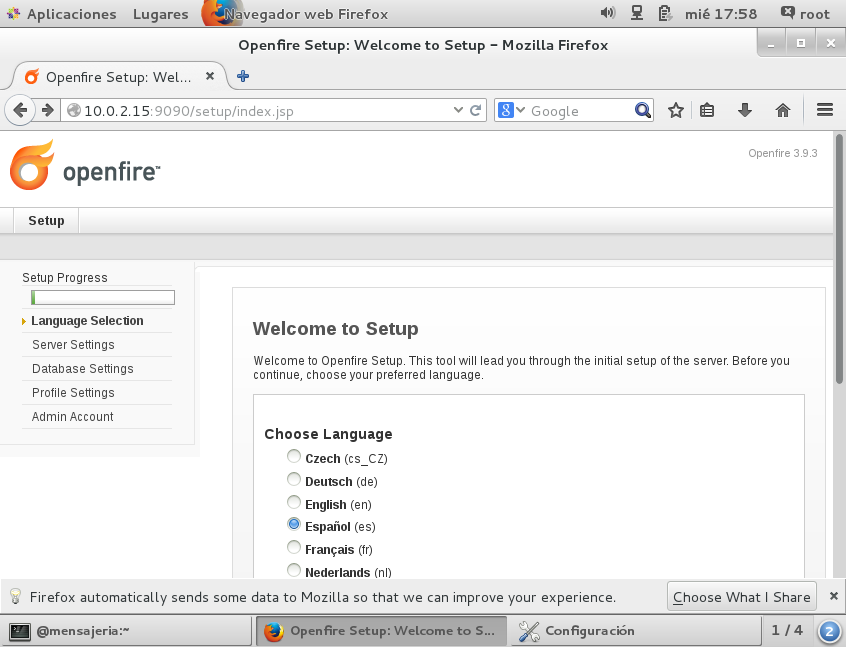 Aplicaciones Lugares Navegador web Firefox mié 17:58 root
Openfire Setup: Welcome to Setup - Mozilla Firefox
Openfire Setup: Wel...
10.0.2.15:9090/setup/index.jsp
Google
openfire™
Openfire 3.9.3
Setup
Setup Progress
Language Selection
Server Settings
Database Settings
Profile Settings
Admin Account
Welcome to Setup
Welcome to Openfire Setup. This tool will lead you through the initial setup of the server. Before you
continue, choose your preferred language.
Choose Language
Czech (cs_CZ)
Deutsch (de)
English (en)
Español (es)
Français (fr)
Nederlands (nl)
Firefox automatically sends some data to Mozilla so that we can improve your experience.
Choose What I Share
@mensajeria:~
Openfire Setup: Welcome to S...
Configuración
1 / 4
2